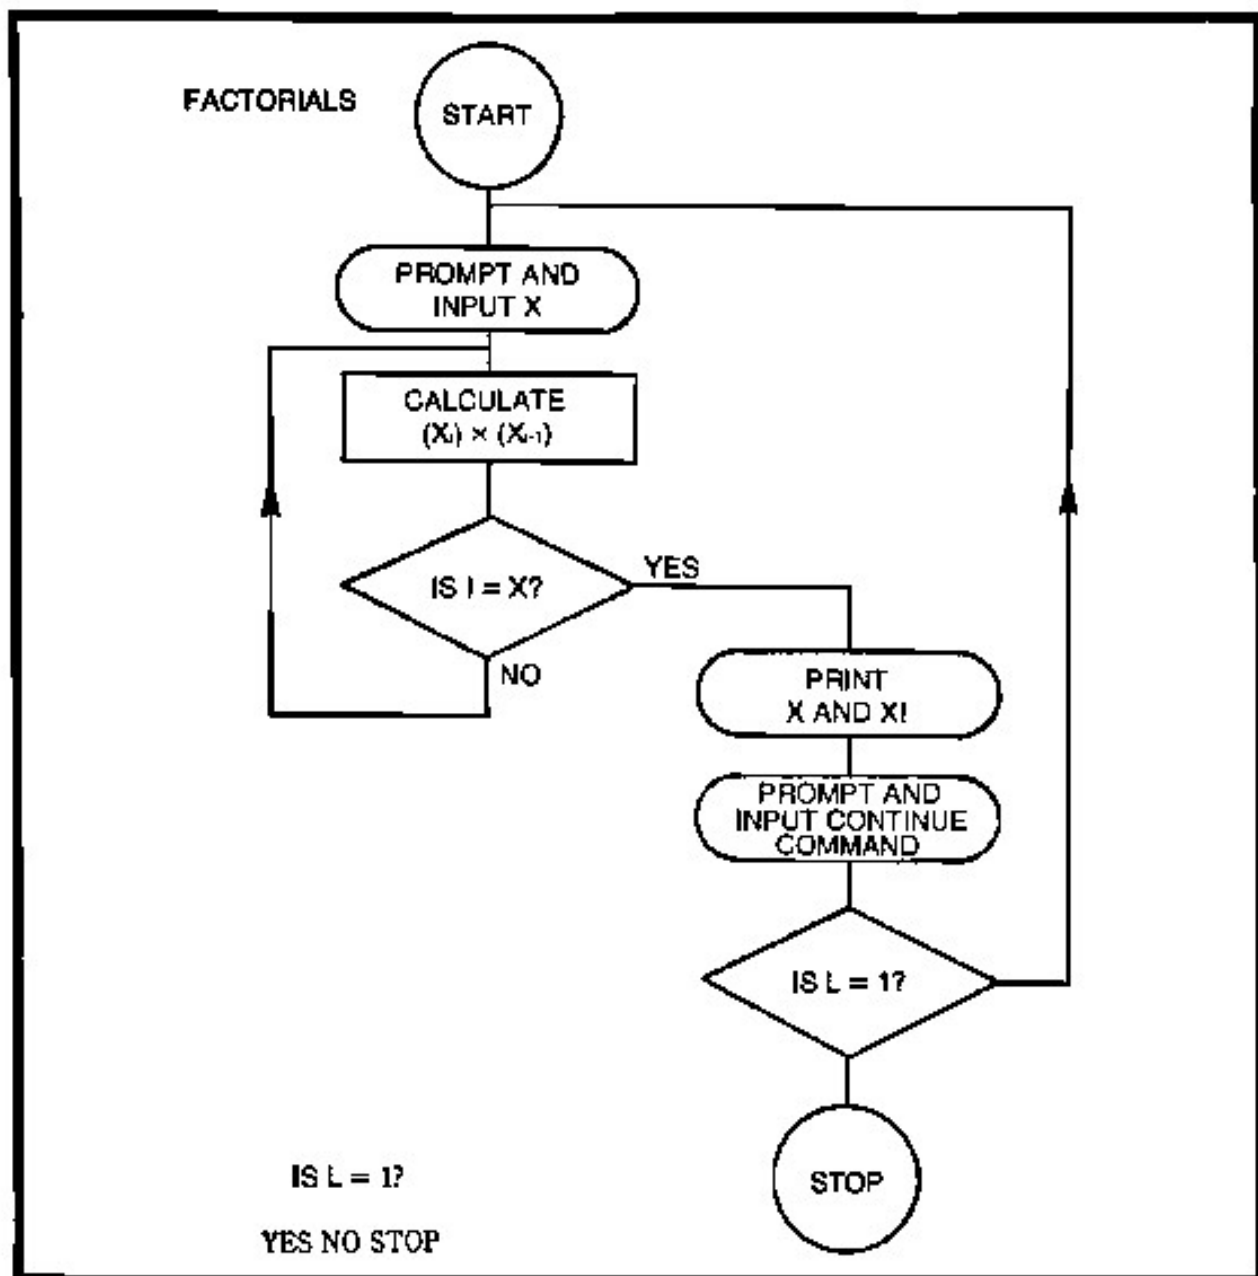 FACTORIALS
START
PROMPT AND
INPUT X
CALCULATE
(Xᵢ) × (Xᵢ₋₁)
IS I = X?
YES
NO
PRINT
X AND X!
PROMPT AND
INPUT CONTINUE
COMMAND
IS L = 1?
STOP
IS L = 1?
YES NO STOP